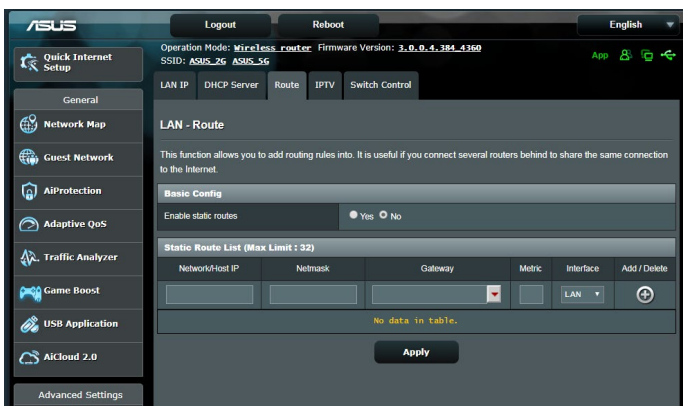 ASUS
Logout
Reboot
English
Quick Internet
Setup
Operation Mode: Wireless router Firmware Version: 3.0.0.4.384_4360
SSID: ASUS_2G ASUS_5G
App
LAN IP DHCP Server Route IPTV Switch Control
General
Network Map
Guest Network
AiProtection
Adaptive QoS
Traffic Analyzer
Game Boost
USB Application
AiCloud 2.0
Advanced Settings
LAN - Route
This function allows you to add routing rules into. It is useful if you connect several routers behind to share the same connection
to the Internet.
Basic Config
Enable static routes Yes No
Static Route List (Max Limit : 32)
Network/Host IP Netmask Gateway Metric Interface Add / Delete
LAN
No data in table.
Apply